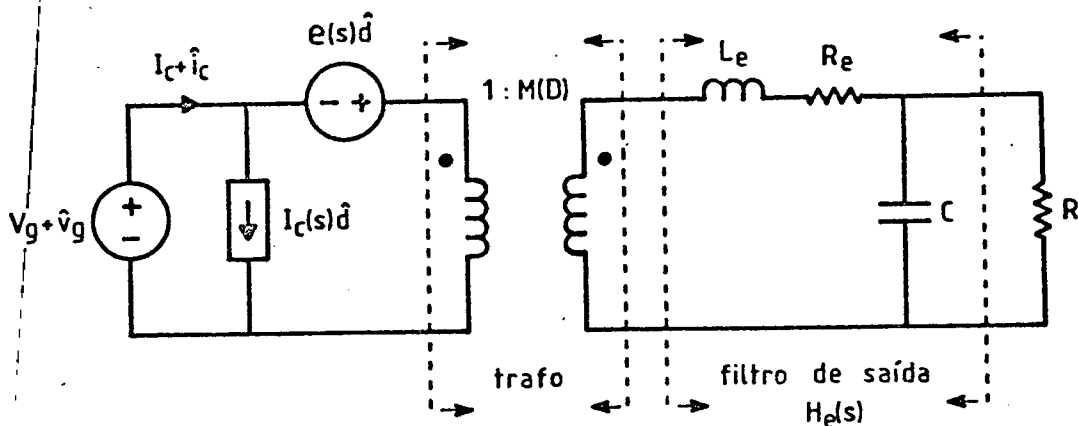 e(s)d̂
I_C+î_C
1 : M(D)
L_e
R_e
V_g+v̂_g
I_C(s)d̂
C
R
trafo
filtro de saída
H_e(s)